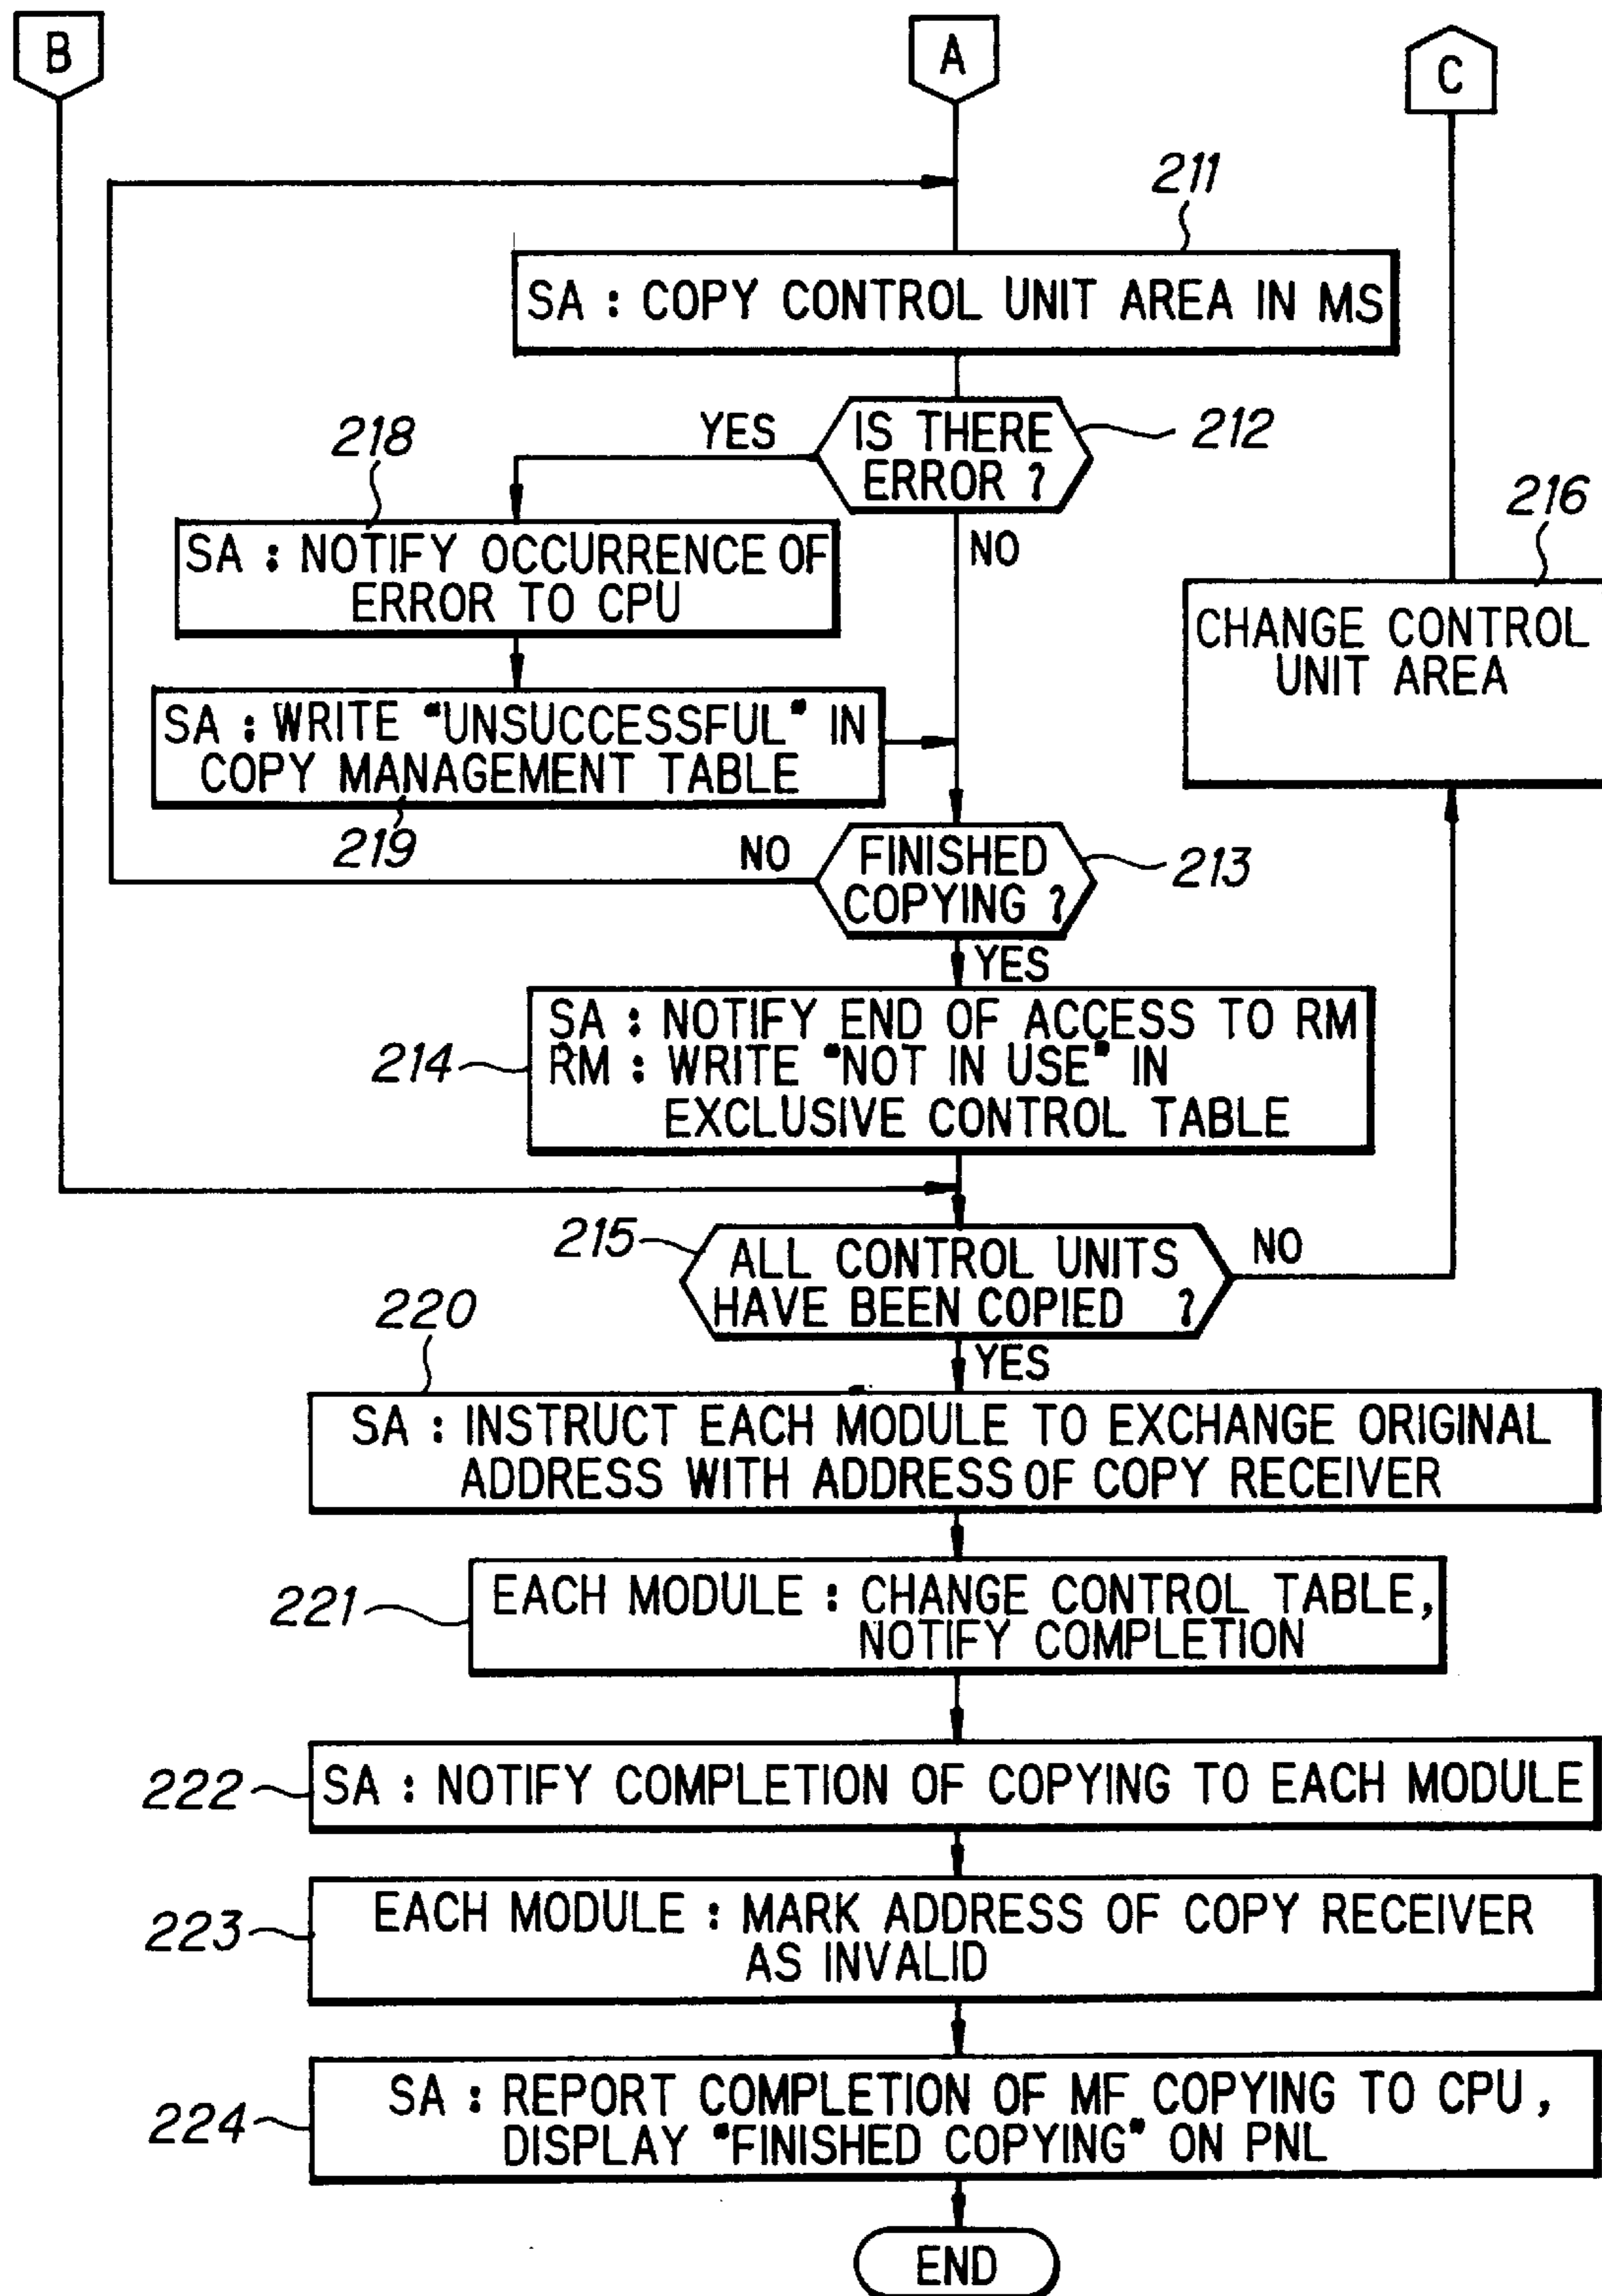 B
A
C
211
SA : COPY CONTROL UNIT AREA IN MS
218
YES
IS THERE
ERROR ?
212
216
SA : NOTIFY OCCURRENCE OF
ERROR TO CPU
NO
CHANGE CONTROL
UNIT AREA
SA : WRITE "UNSUCCESSFUL" IN
COPY MANAGEMENT TABLE
219
NO
FINISHED
COPYING ?
213
YES
214
SA : NOTIFY END OF ACCESS TO RM
RM : WRITE "NOT IN USE" IN
EXCLUSIVE CONTROL TABLE
215
ALL CONTROL UNITS
HAVE BEEN COPIED ?
NO
220
YES
SA : INSTRUCT EACH MODULE TO EXCHANGE ORIGINAL
ADDRESS WITH ADDRESS OF COPY RECEIVER
221
EACH MODULE : CHANGE CONTROL TABLE,
NOTIFY COMPLETION
222
SA : NOTIFY COMPLETION OF COPYING TO EACH MODULE
223
EACH MODULE : MARK ADDRESS OF COPY RECEIVER
AS INVALID
224
SA : REPORT COMPLETION OF MF COPYING TO CPU,
DISPLAY "FINISHED COPYING" ON PNL
END